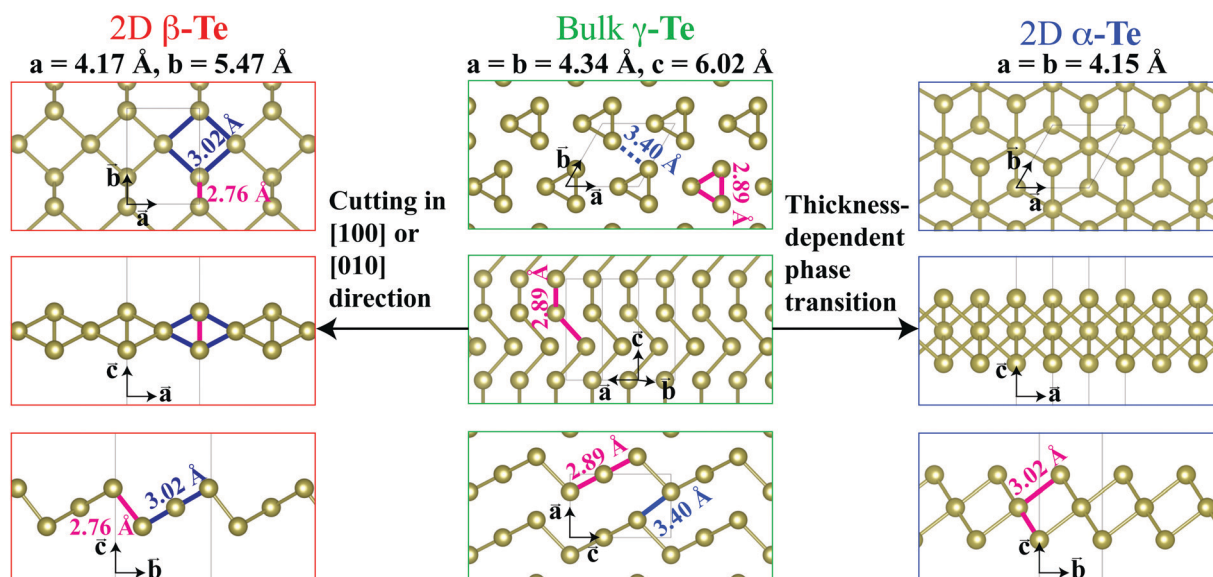 2D β-Te
a = 4.17 Å, b = 5.47 Å
3.02 Å
2.76 Å
b
a
c
a
3.02 Å
2.76 Å
c
b
Cutting in
[100] or
[010]
direction
Bulk γ-Te
a = b = 4.34 Å, c = 6.02 Å
3.40 Å
2.89 Å
b
a
2.89 Å
c
a
b
2.89 Å
3.40 Å
a
c
Thickness-
dependent
phase
transition
2D α-Te
a = b = 4.15 Å
b
a
c
a
3.02 Å
c
b